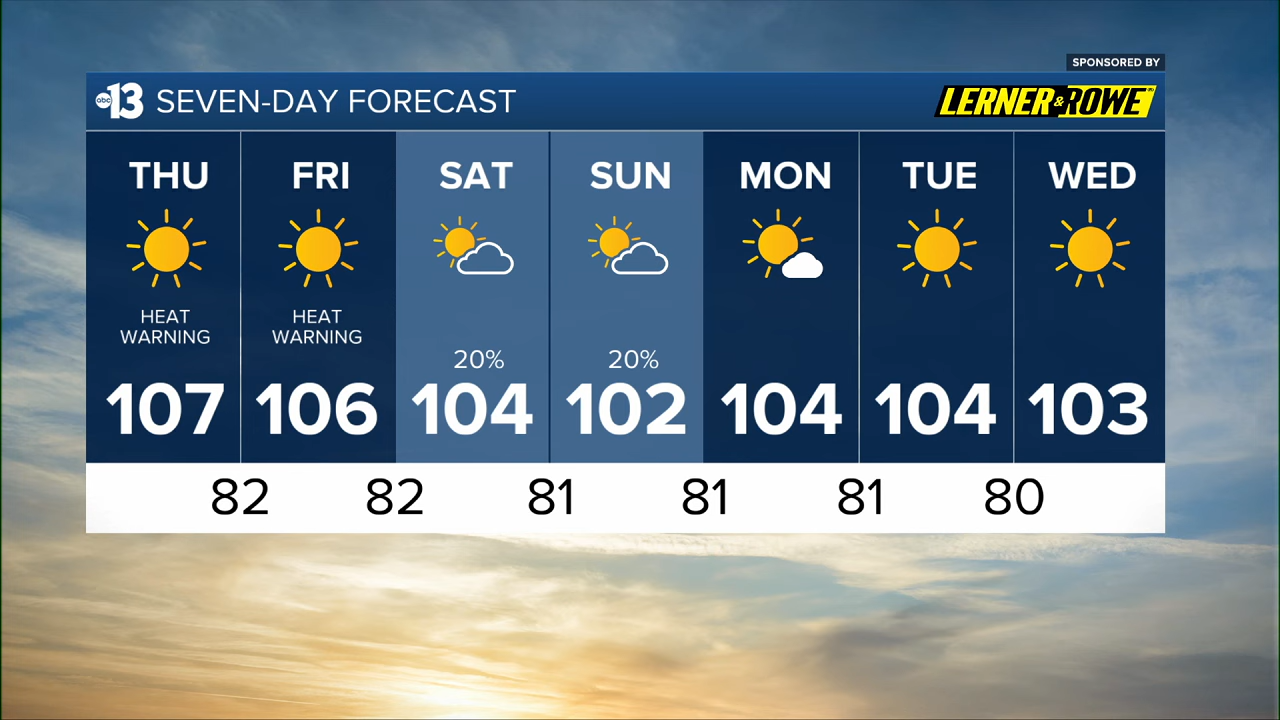 SPONSORED BY
abc 13 SEVEN-DAY FORECAST LERNER & ROWE
THU FRI SAT SUN MON TUE WED
HEAT WARNING HEAT WARNING
20% 20%
107 106 104 102 104 104 103
82 82 81 81 81 80